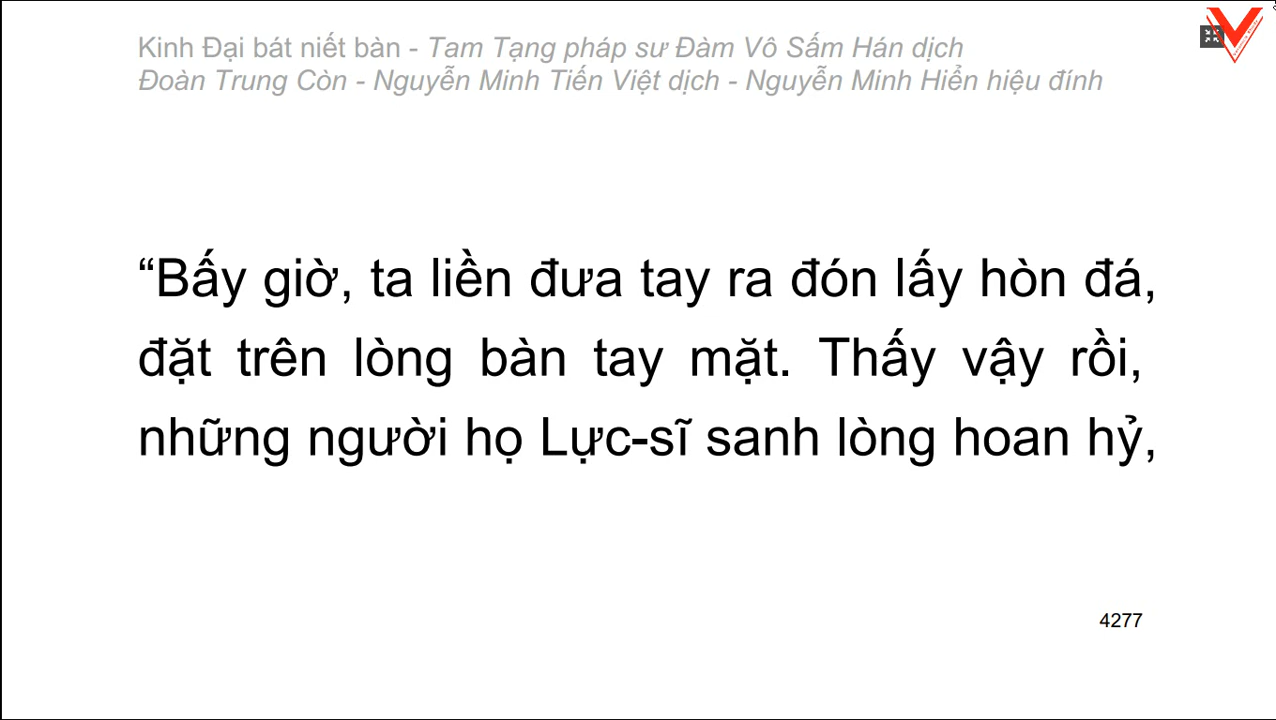 Kinh Đại bát niết bàn - Tam Tạng pháp sư Đàm Vô Sấm Hán dịch
Đoàn Trung Còn - Nguyễn Minh Tiến Việt dịch - Nguyễn Minh Hiển hiệu đính
“Bấy giờ, ta liền đưa tay ra đón lấy hòn đá,
đặt trên lòng bàn tay mặt. Thấy vậy rồi,
những người họ Lực-sĩ sanh lòng hoan hỷ,
4277